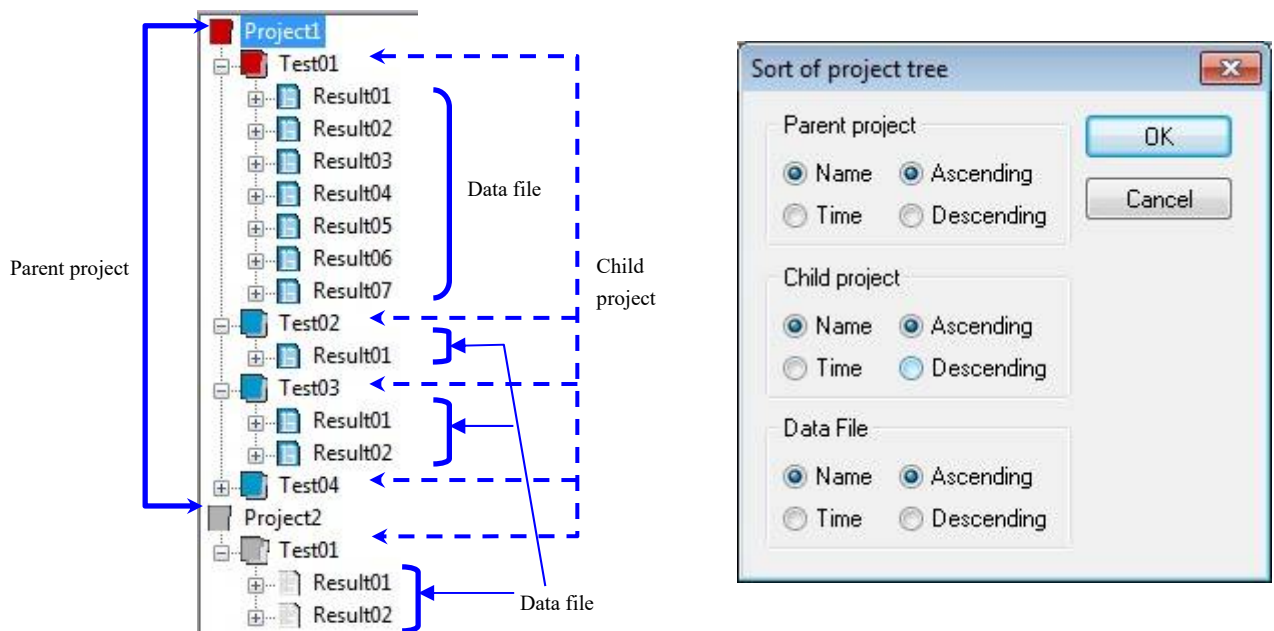 Project1
Test01
Result01
Result02
Result03
Result04
Result05
Result06
Result07
Test02
Result01
Test03
Result01
Result02
Test04
Project2
Test01
Result01
Result02
Parent project
Data file
Child
project
Data file
Sort of project tree
Parent project
Name Ascending
Time Descending
OK
Cancel
Child project
Name Ascending
Time Descending
Data File
Name Ascending
Time Descending